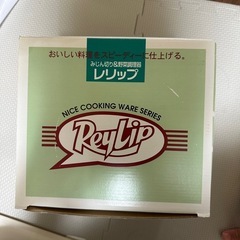 おいしい料理をスピーディーに仕上げる。
みじん切り&野菜調理器
レリップ
NICE COOKING WARE SERIES
ReyLip